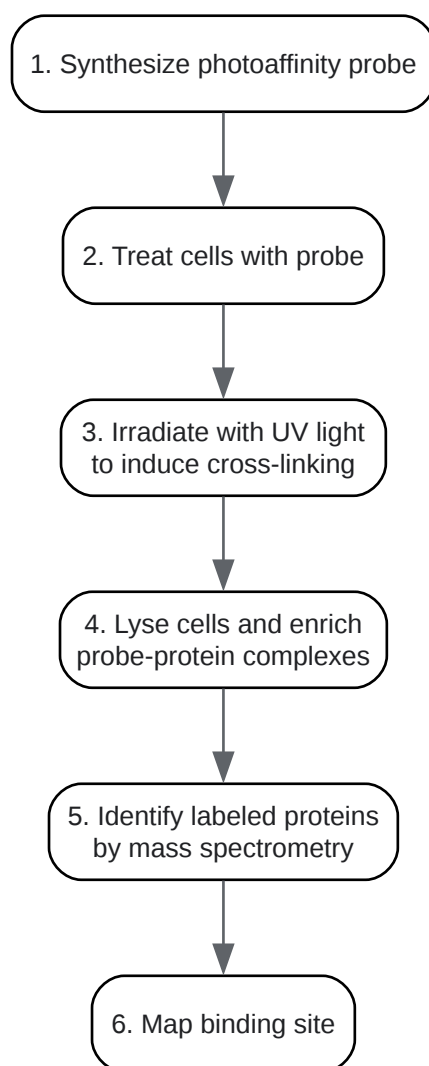 1. Synthesize photoaffinity probe
2. Treat cells with probe
3. Irradiate with UV light
to induce cross-linking
4. Lyse cells and enrich
probe-protein complexes
5. Identify labeled proteins
by mass spectrometry
6. Map binding site